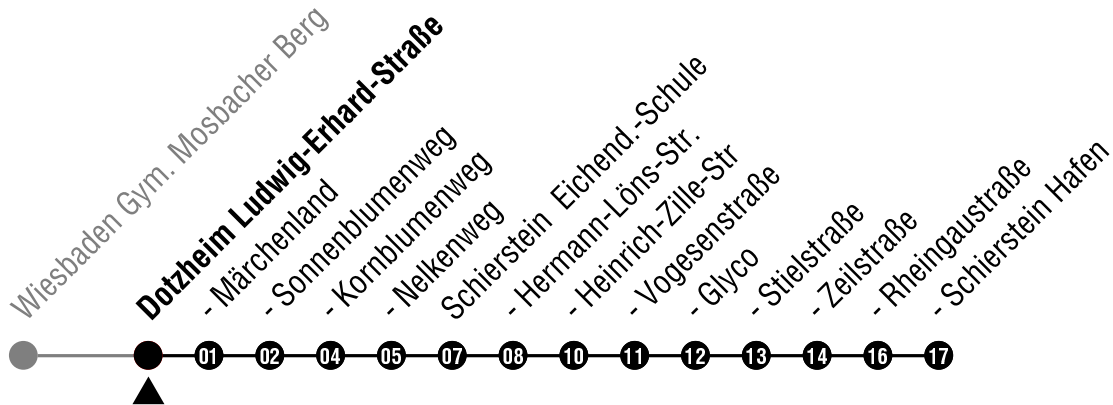 Wiesbaden Gym. Mosbacher Berg
Dotzheim Ludwig-Erhard-Straße
- Märchenland
- Sonnenblumenweg
- Kornblumenweg
- Nelkenweg
Schierstein Eichend.-Schule
- Hermann-Löns-Str.
- Heinrich-Zille-Str
- Vogesenstraße
- Glyco
- Stielstraße
- Zeilstraße
- Rheingaustraße
- Schierstein Hafen
01 02 04 05 07 08 10 11 12 13 14 16 17